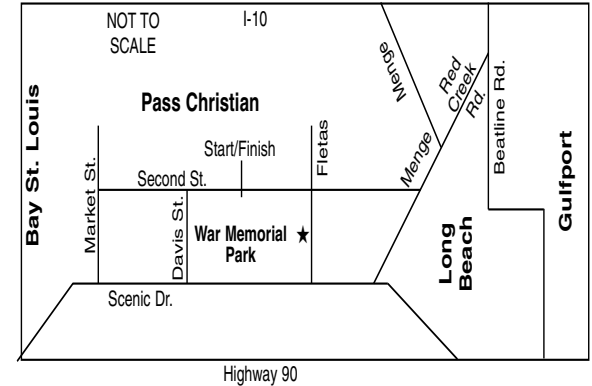 NOT TO
SCALE
I-10
Menge
Red
Creek
Rd.
Beatline Rd.
Bay St. Louis
Pass Christian
Gulfport
Start/Finish
Fletas
Menge
Market St.
Second St.
Davis St.
War Memorial
Park
Long
Beach
Scenic Dr.
Highway 90